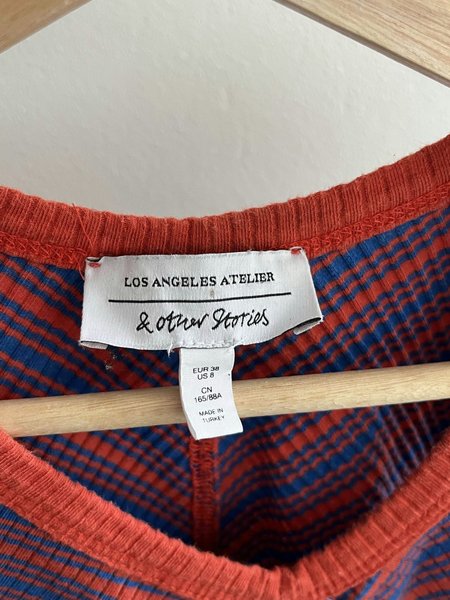 LOS ANGELES ATELIER
& other Stories
EUR 38
US 8
CN
165/88A
MADE IN
TURKEY